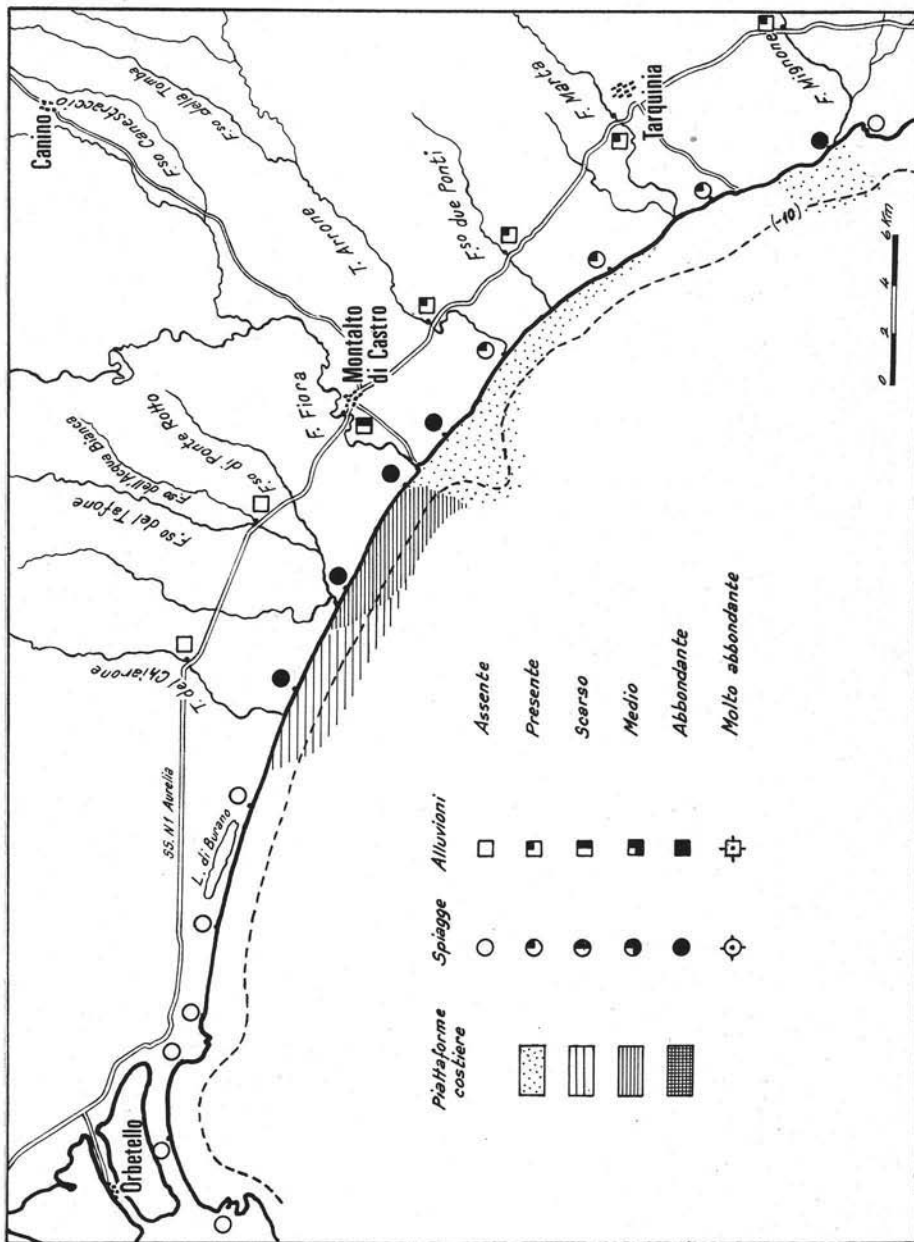 Orbetello
SS. N1 Aurelia
L. di Burano
T. del Chiarone
F.so del Tafone
F.so dell'Acqua Bianca
F.so di Ponte Rotto
F. Fiora
Montalto
di Castro
Canino
F.so Canestraccio
F.so della Tomba
T. Arrone
F.so due Ponti
F. Marta
Tarquinia
F. Mignone
(-10)
0 2 4 6 Km
Piattaforme
costiere
Spiagge
Alluvioni
Assente
Presente
Scarso
Medio
Abbondante
Molto abbondante